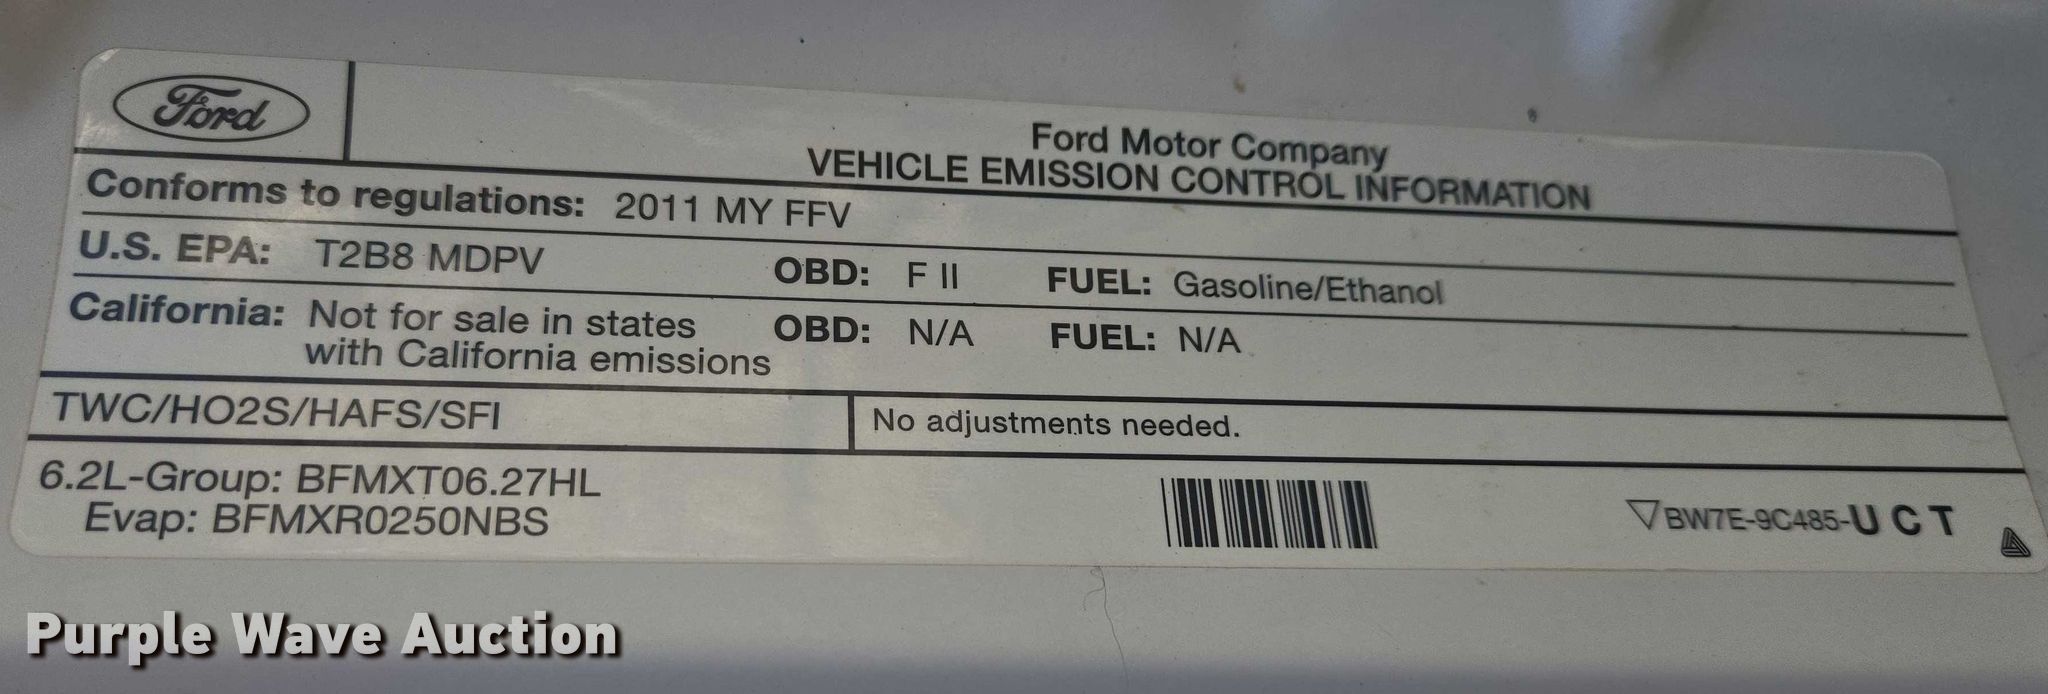 Ford
Ford Motor Company
VEHICLE EMISSION CONTROL INFORMATION
Conforms to regulations: 2011 MY FFV
U.S. EPA: T2B8 MDPV OBD: F II FUEL: Gasoline/Ethanol
California: Not for sale in states OBD: N/A FUEL: N/A
with California emissions
TWC/HO2S/HAFS/SFI No adjustments needed.
6.2L-Group: BFMXT06.27HL
Evap: BFMXR0250NBS
BW7E-9C485-UCT
Purple Wave Auction